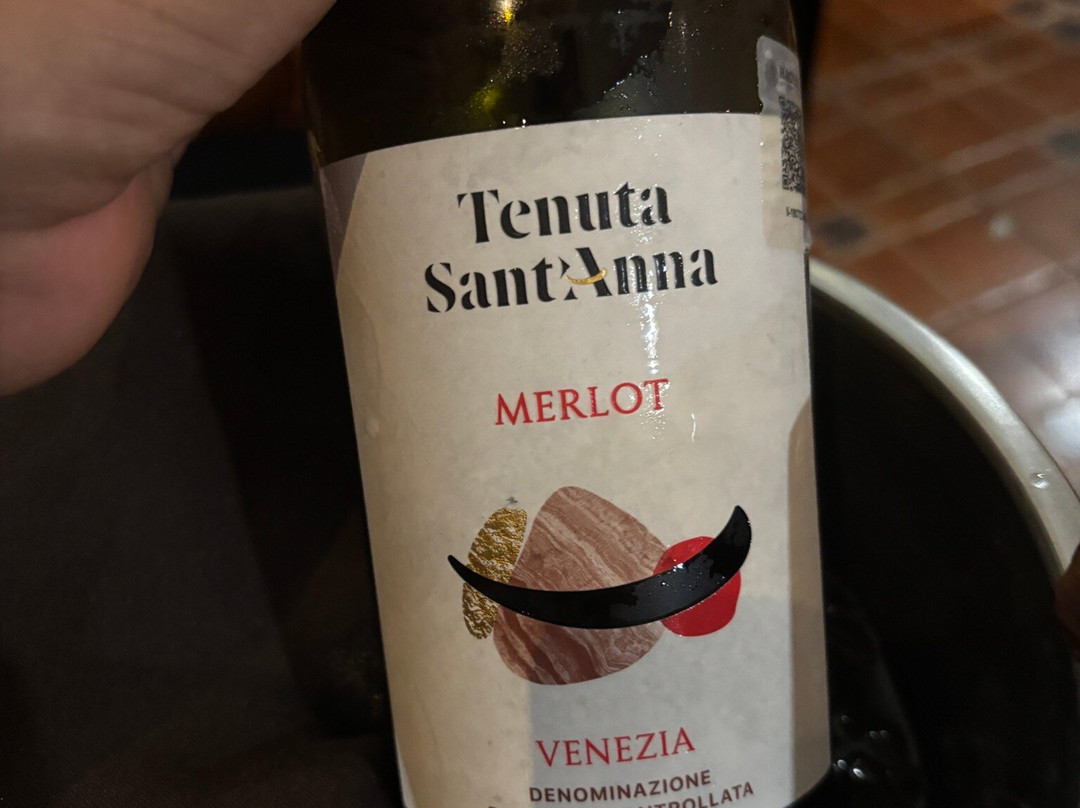 Tenuta
Sant'Anna
MERLOT
VENEZIA
DENOMINAZIONE